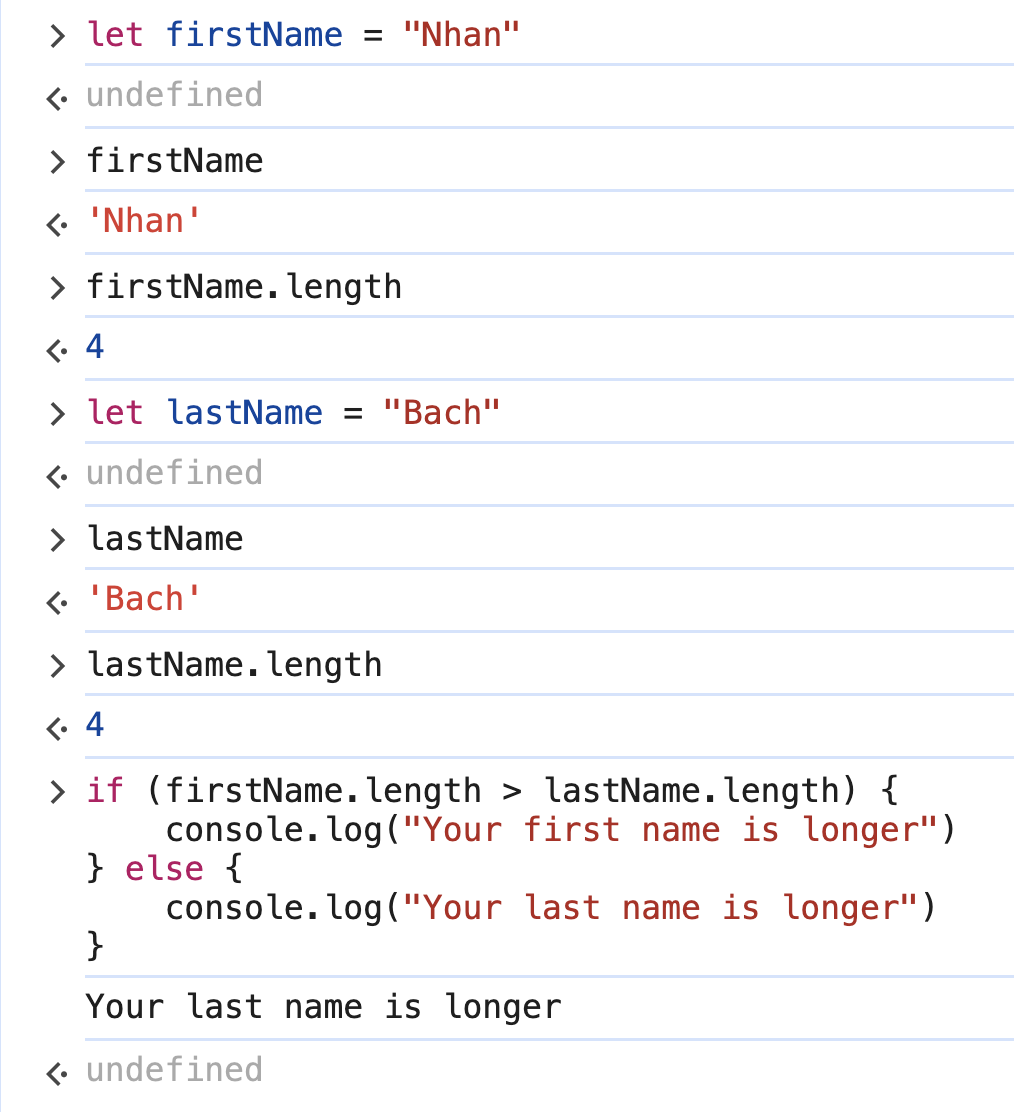 > let firstName = "Nhan"
<· undefined
> firstName
<· 'Nhan'
> firstName.length
<· 4
> let lastName = "Bach"
<· undefined
> lastName
<· 'Bach'
> lastName.length
<· 4
> if (firstName.length > lastName.length) {
    console.log("Your first name is longer")
} else {
    console.log("Your last name is longer")
}
Your last name is longer
<· undefined